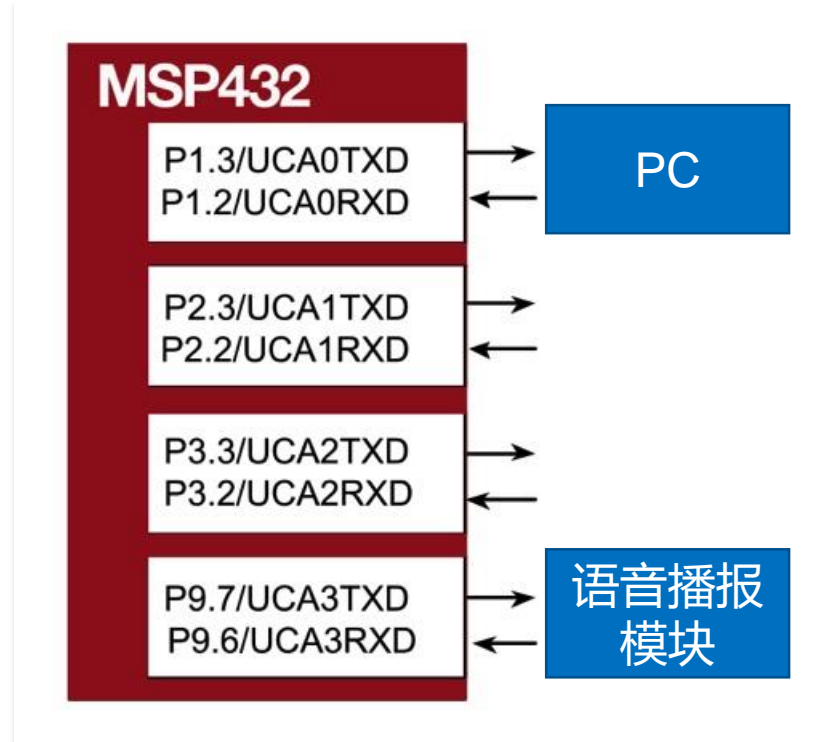 MSP432
P1.3/UCA0TXD
P1.2/UCA0RXD
PC
P2.3/UCA1TXD
P2.2/UCA1RXD
P3.3/UCA2TXD
P3.2/UCA2RXD
P9.7/UCA3TXD
P9.6/UCA3RXD
语音播报
模块